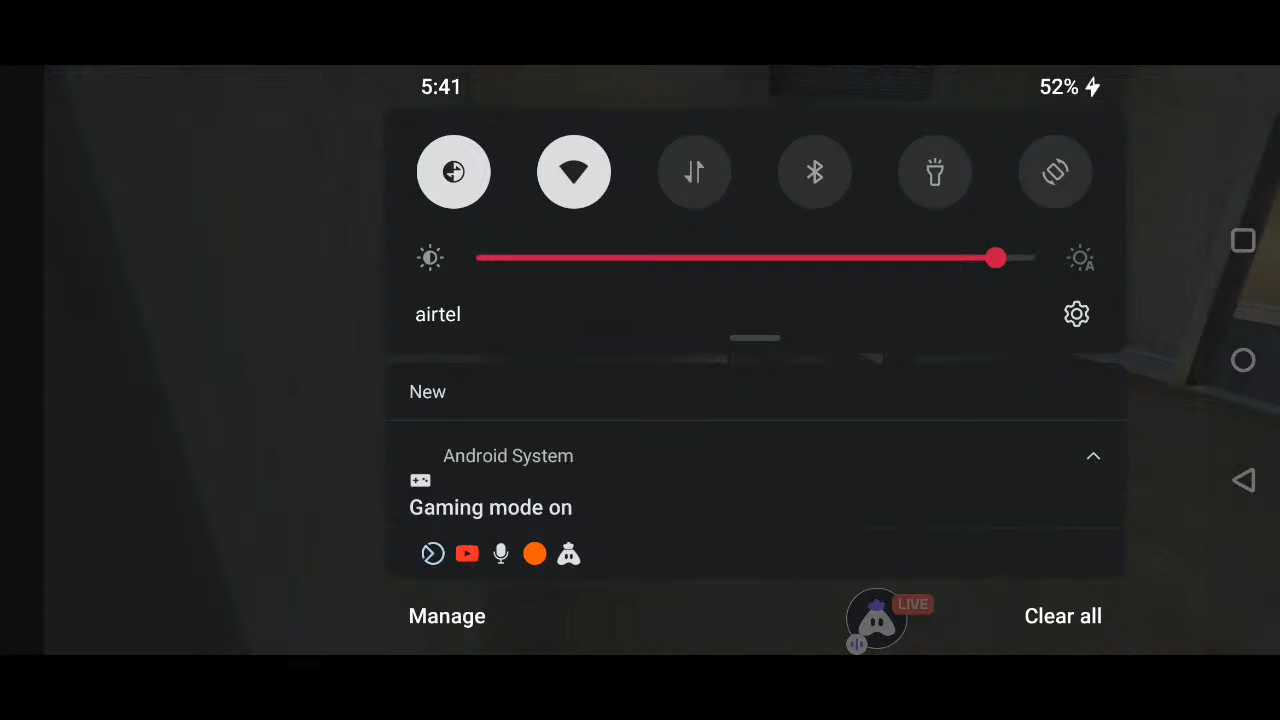 5:41 52%
airtel
New
Android System
Gaming mode on
LIVE
Manage Clear all